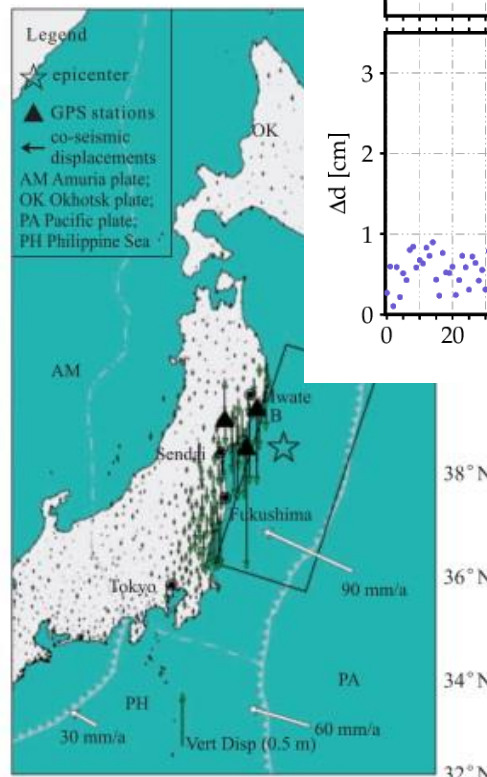 Legend
epicenter
GPS stations
co-seismic
displacements
AM Amuria plate;
OK Okhotsk plate;
PA Pacific plate;
PH Philippine Sea
OK
Δd [cm]
3
2
1
0
0
20
AM
Iwate
B
Sendai
38°N
Fukushima
36°N
Tokyo
90 mm/a
34°N
PA
PH
60 mm/a
30 mm/a
Vert Disp (0.5 m)
32°N